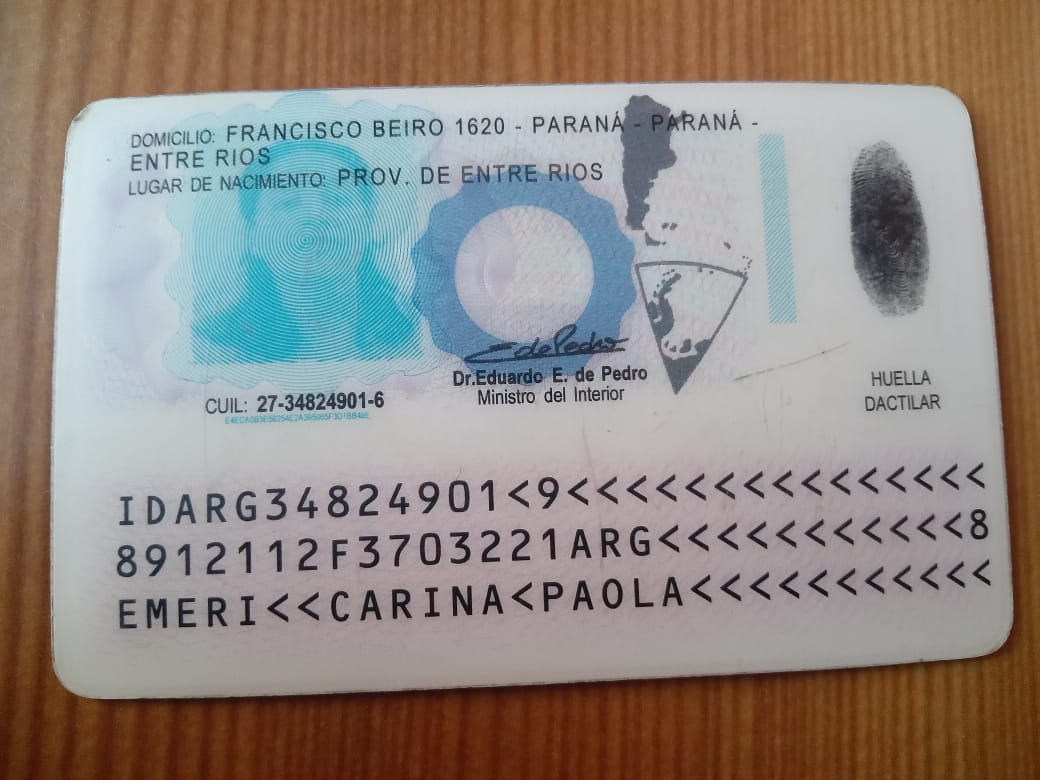 DOMICILIO: FRANCISCO BEIRO 1620 - PARANÁ - PARANÁ -
ENTRE RIOS
LUGAR DE NACIMIENTO: PROV. DE ENTRE RIOS
Dr.Eduardo E. de Pedro
Ministro del Interior
CUIL: 27-34824901-6
HUELLA
DACTILAR
IDARG34824901<9<<<<<<<<<<<<<<<
8912112F3703221ARG<<<<<<<<<<<8
EMERI<<CARINA<PAOLA<<<<<<<<<<<